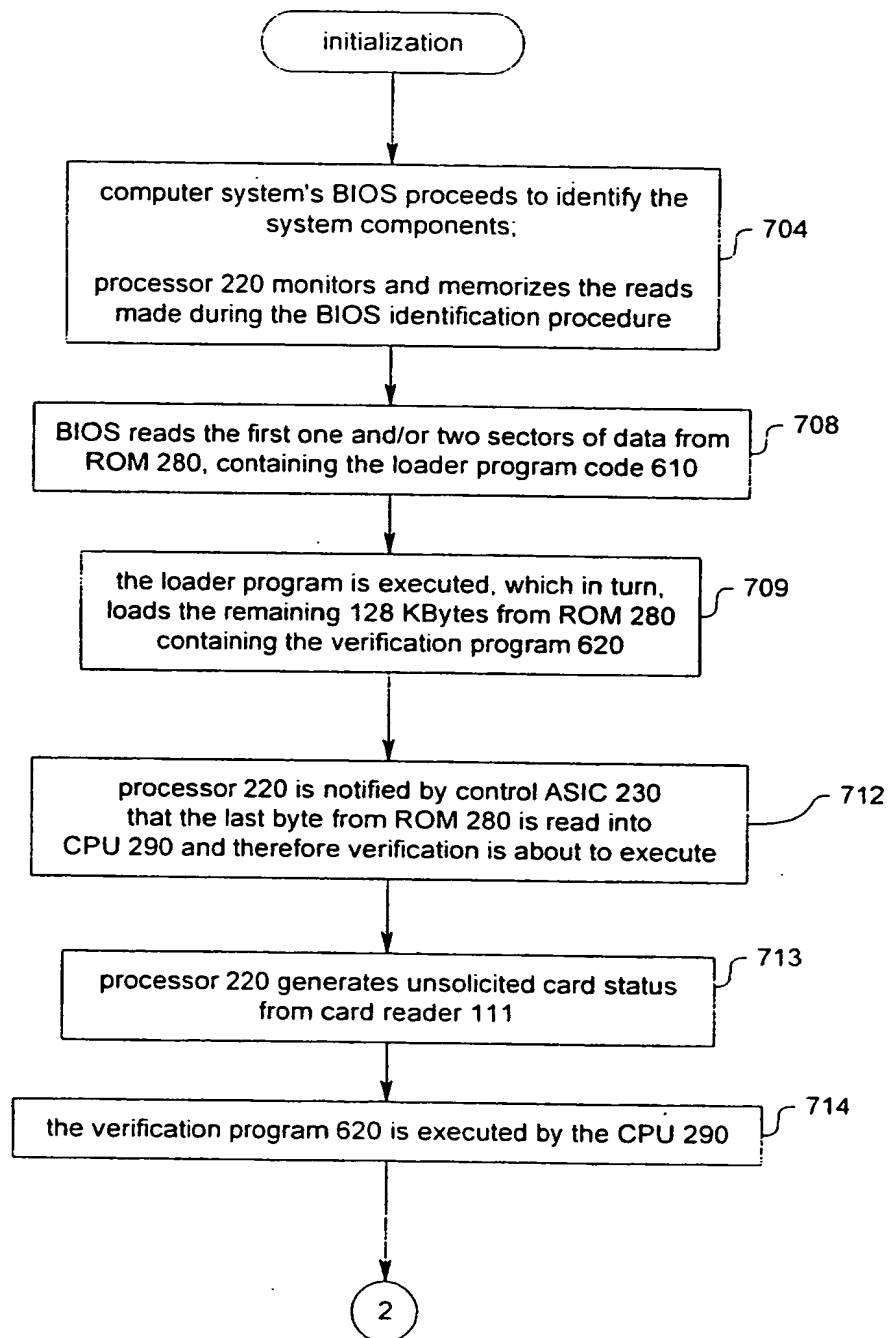 initialization
computer system's BIOS proceeds to identify the
system components;
704
processor 220 monitors and memorizes the reads
made during the BIOS identification procedure
708
BIOS reads the first one and/or two sectors of data from
ROM 280, containing the loader program code 610
709
the loader program is executed, which in turn,
loads the remaining 128 KBytes from ROM 280
containing the verification program 620
processor 220 is notified by control ASIC 230
712
that the last byte from ROM 280 is read into
CPU 290 and therefore verification is about to execute
713
processor 220 generates unsolicited card status
from card reader 111
714
the verification program 620 is executed by the CPU 290
2